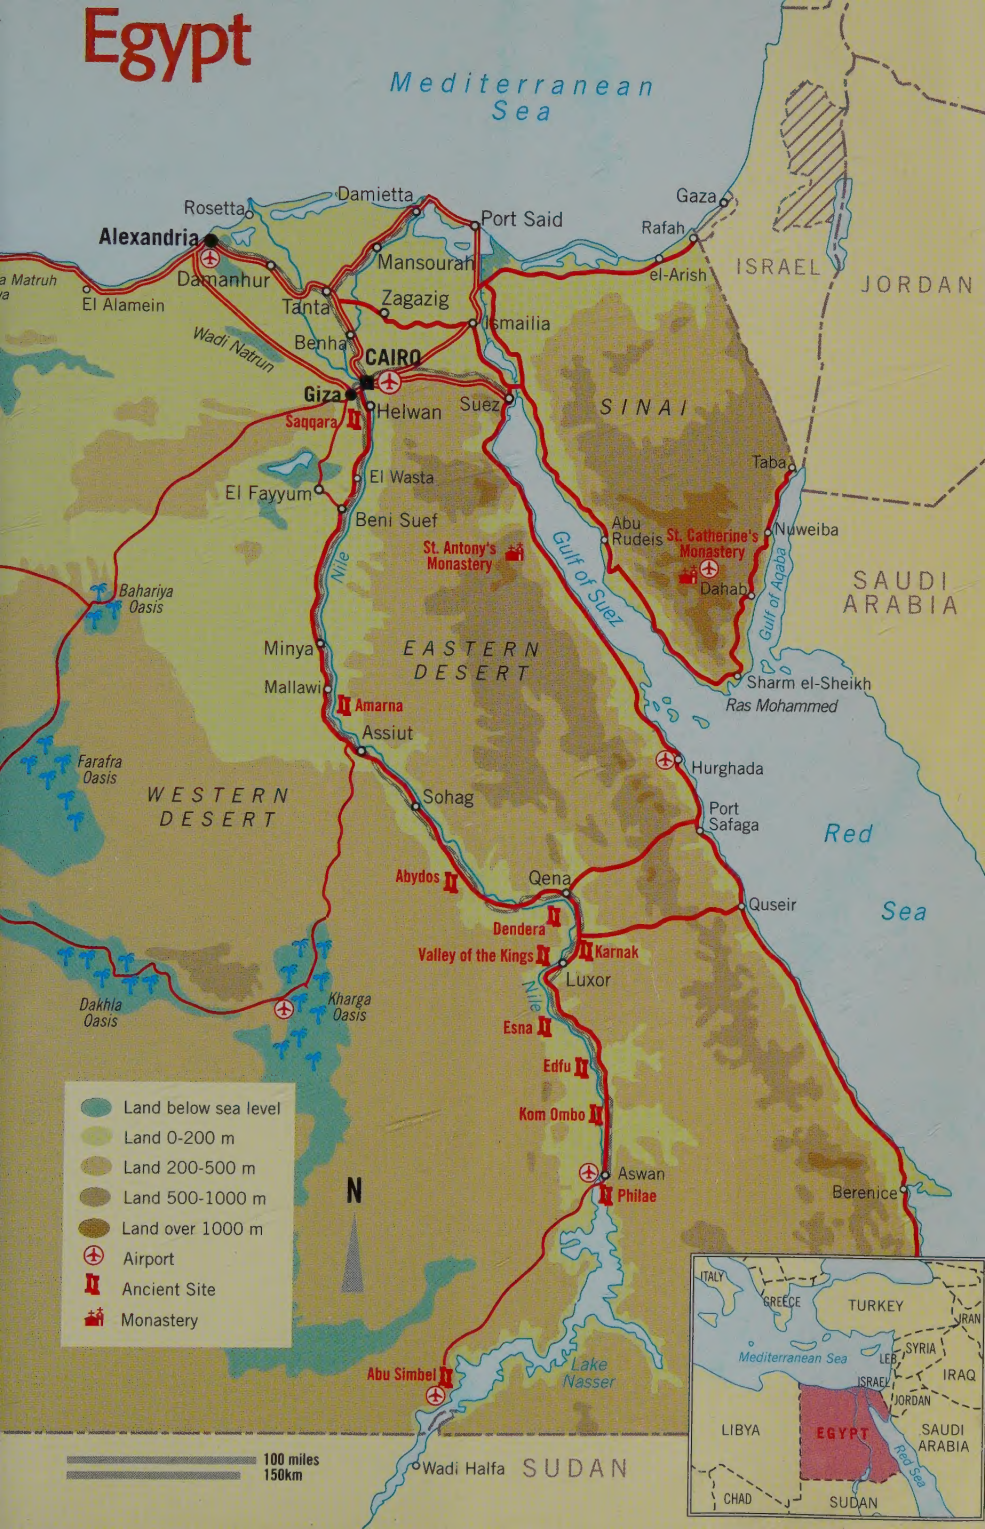 Egypt
Mediterranean
Sea
Damietta
Rosetta
Port Said
Gaza
Rafah
Alexandria
Mansourah
el-Arish
ISRAEL
JORDAN
Damanhur
a Matruh
va
El Alamein
Tanta
Zagazig
Ismailia
Wadi Natrun
Benha
CAIRO
Giza
Helwan
Suez
SINAI
Saqqara
Taba
El Wasta
El Fayyum
Beni Suef
Nile
St. Antony's
Monastery
Gulf of Suez
Abu
Rudeis
St. Catherine's
Monastery
Nuweiba
Dahab
Gulf of Aqaba
SAUDI
ARABIA
Bahariya
Oasis
Minya
EASTERN
DESERT
Mallawi
Amarna
Sharm el-Sheikh
Ras Mohammed
Assiut
Farafra
Oasis
Hurghada
WESTERN
DESERT
Sohag
Port
Safaga
Red
Sea
Abydos
Qena
Quseir
Dendera
Valley of the Kings
Karnak
Luxor
Nile
Dakhla
Oasis
Kharga
Oasis
Esna
Edfu
Kom Ombo
Aswan
Philae
Berenice
Land below sea level
Land 0-200 m
Land 200-500 m
Land 500-1000 m
Land over 1000 m
Airport
Ancient Site
Monastery
N
Abu Simbel
Lake
Nasser
100 miles
150km
Wadi Halfa
SUDAN
ITALY
GREECE
TURKEY
IRAN
Mediterranean Sea
LEB
SYRIA
ISRAEL
IRAQ
JORDAN
LIBYA
EGYPT
SAUDI
ARABIA
Red Sea
CHAD
SUDAN